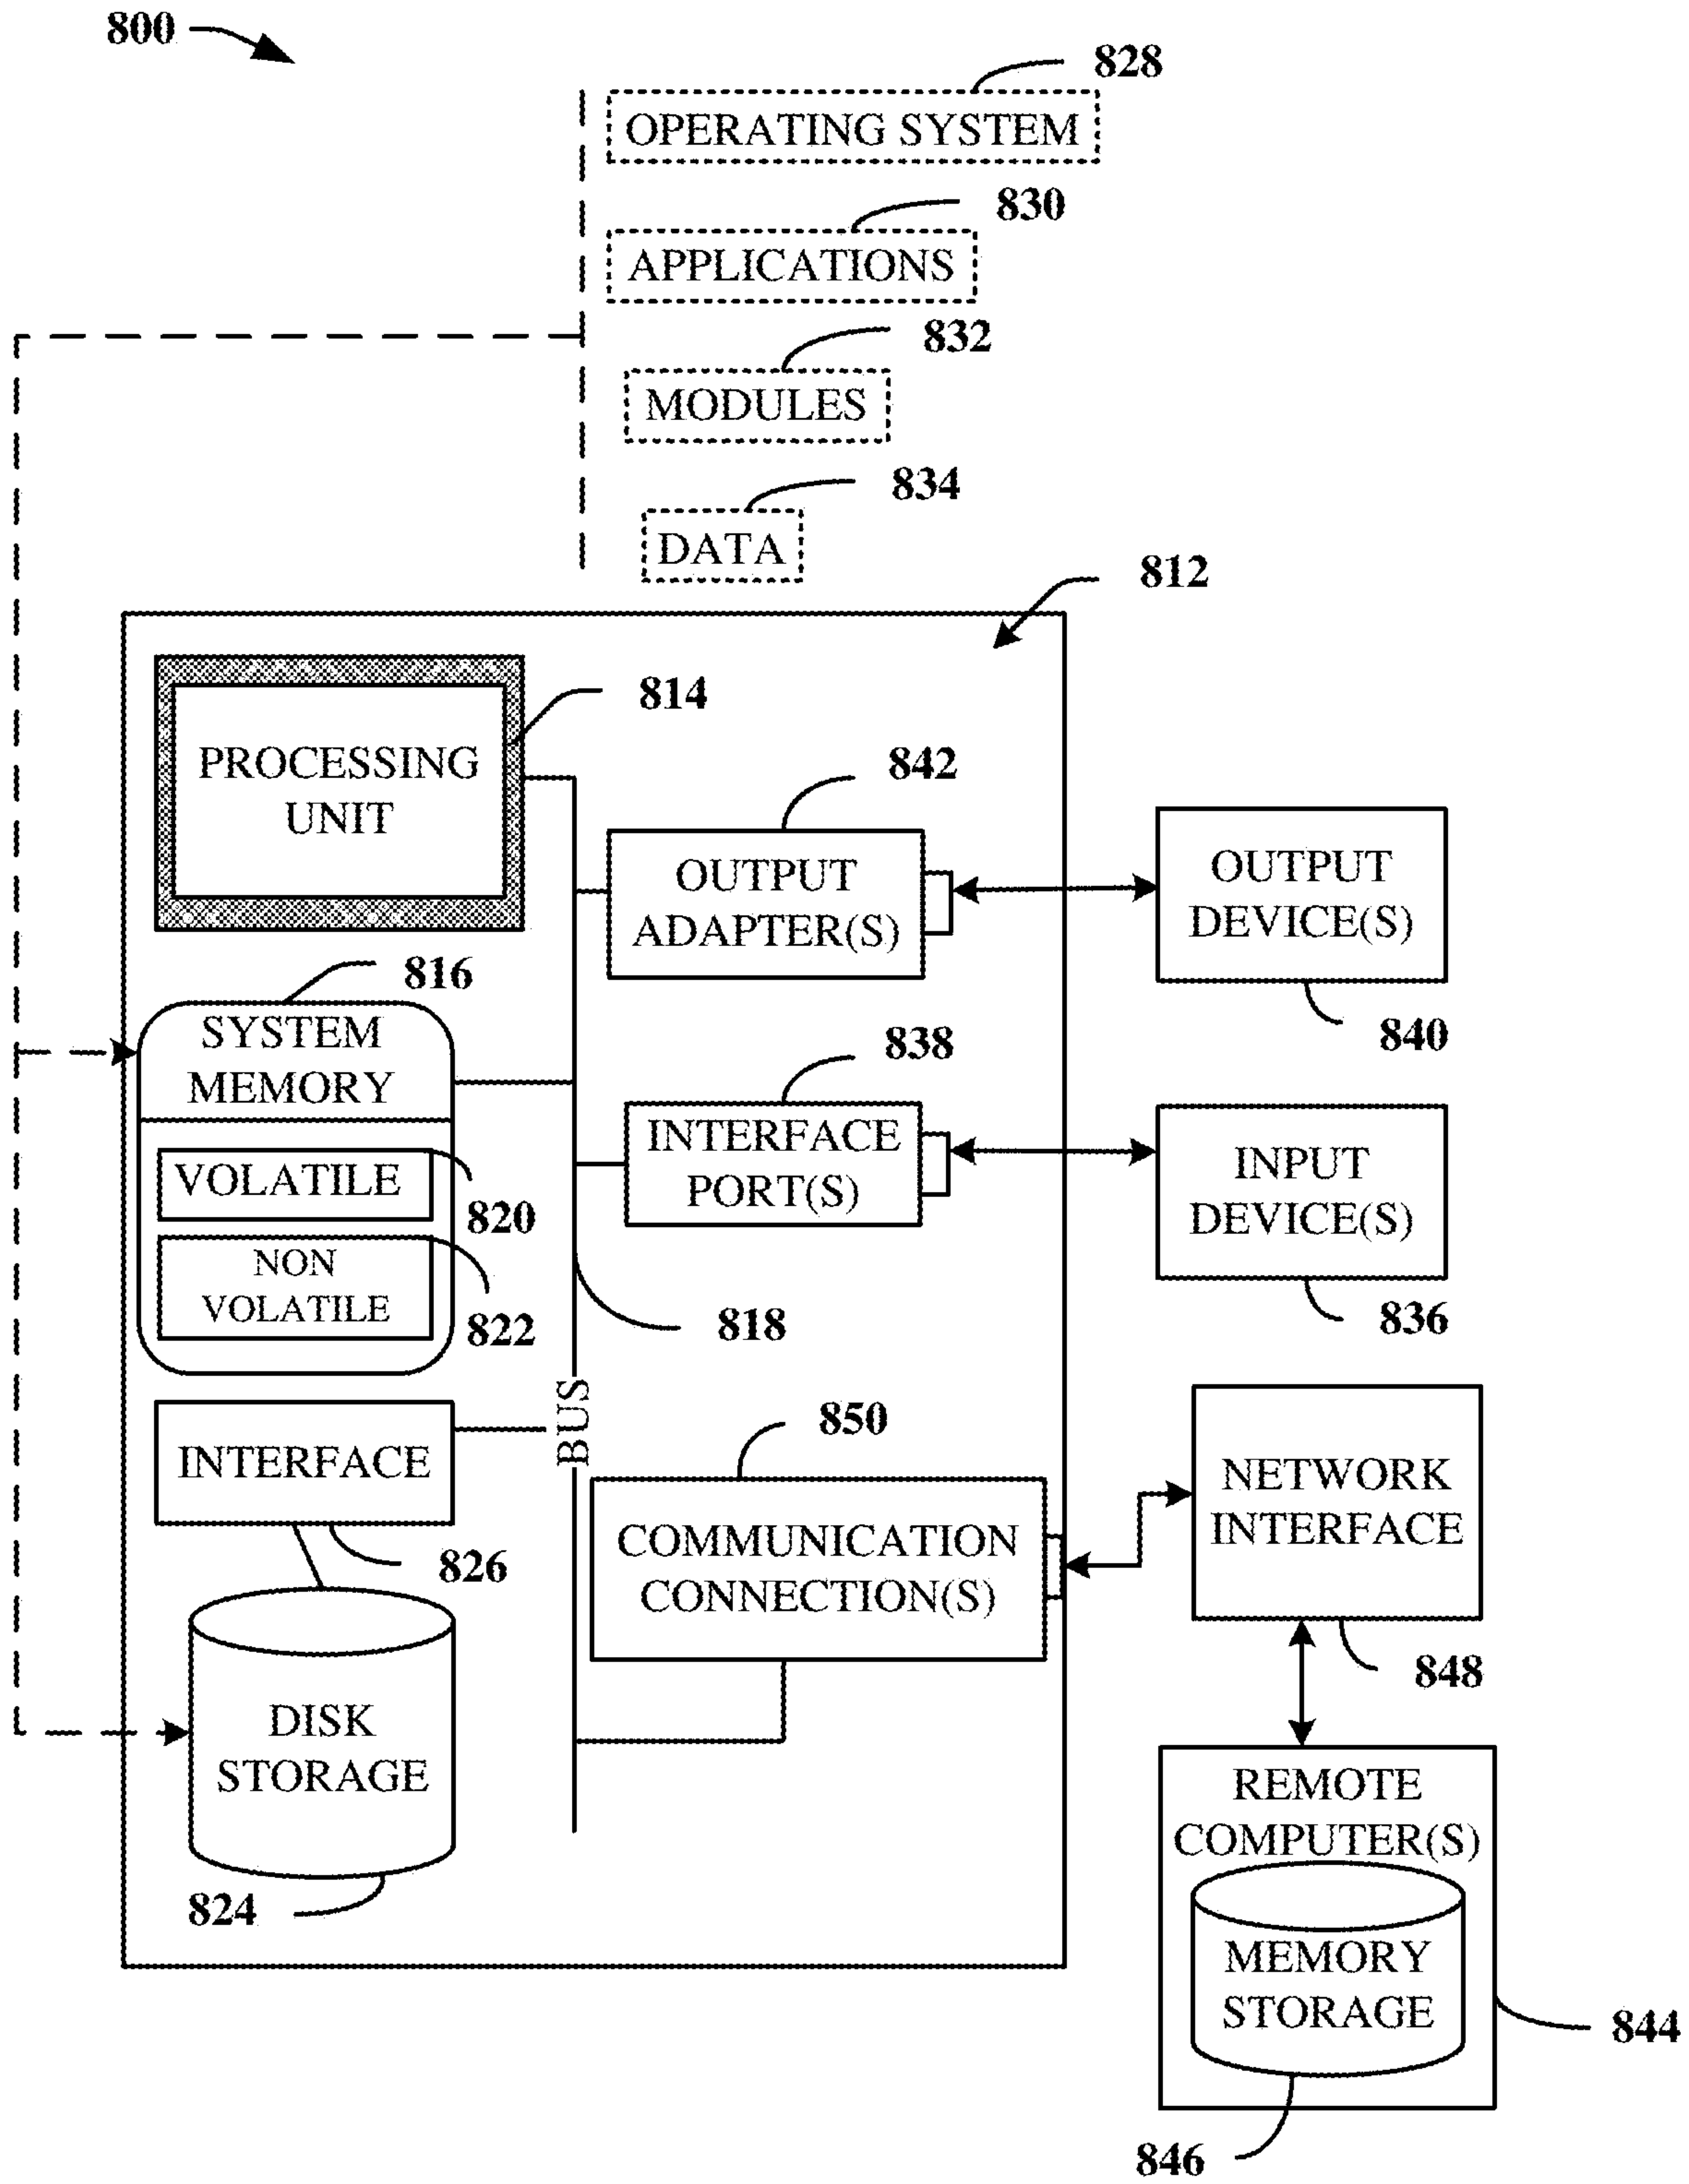 800
828
OPERATING SYSTEM
830
APPLICATIONS
832
MODULES
834
DATA
812
814
PROCESSING
UNIT
842
OUTPUT
ADAPTER(S)
OUTPUT
DEVICE(S)
840
816
SYSTEM
MEMORY
838
INTERFACE
PORT(S)
INPUT
DEVICE(S)
836
VOLATILE
820
NON
VOLATILE
822
818
BUS
INTERFACE
826
850
COMMUNICATION
CONNECTION(S)
NETWORK
INTERFACE
848
DISK
STORAGE
824
REMOTE
COMPUTER(S)
MEMORY
STORAGE
844
846